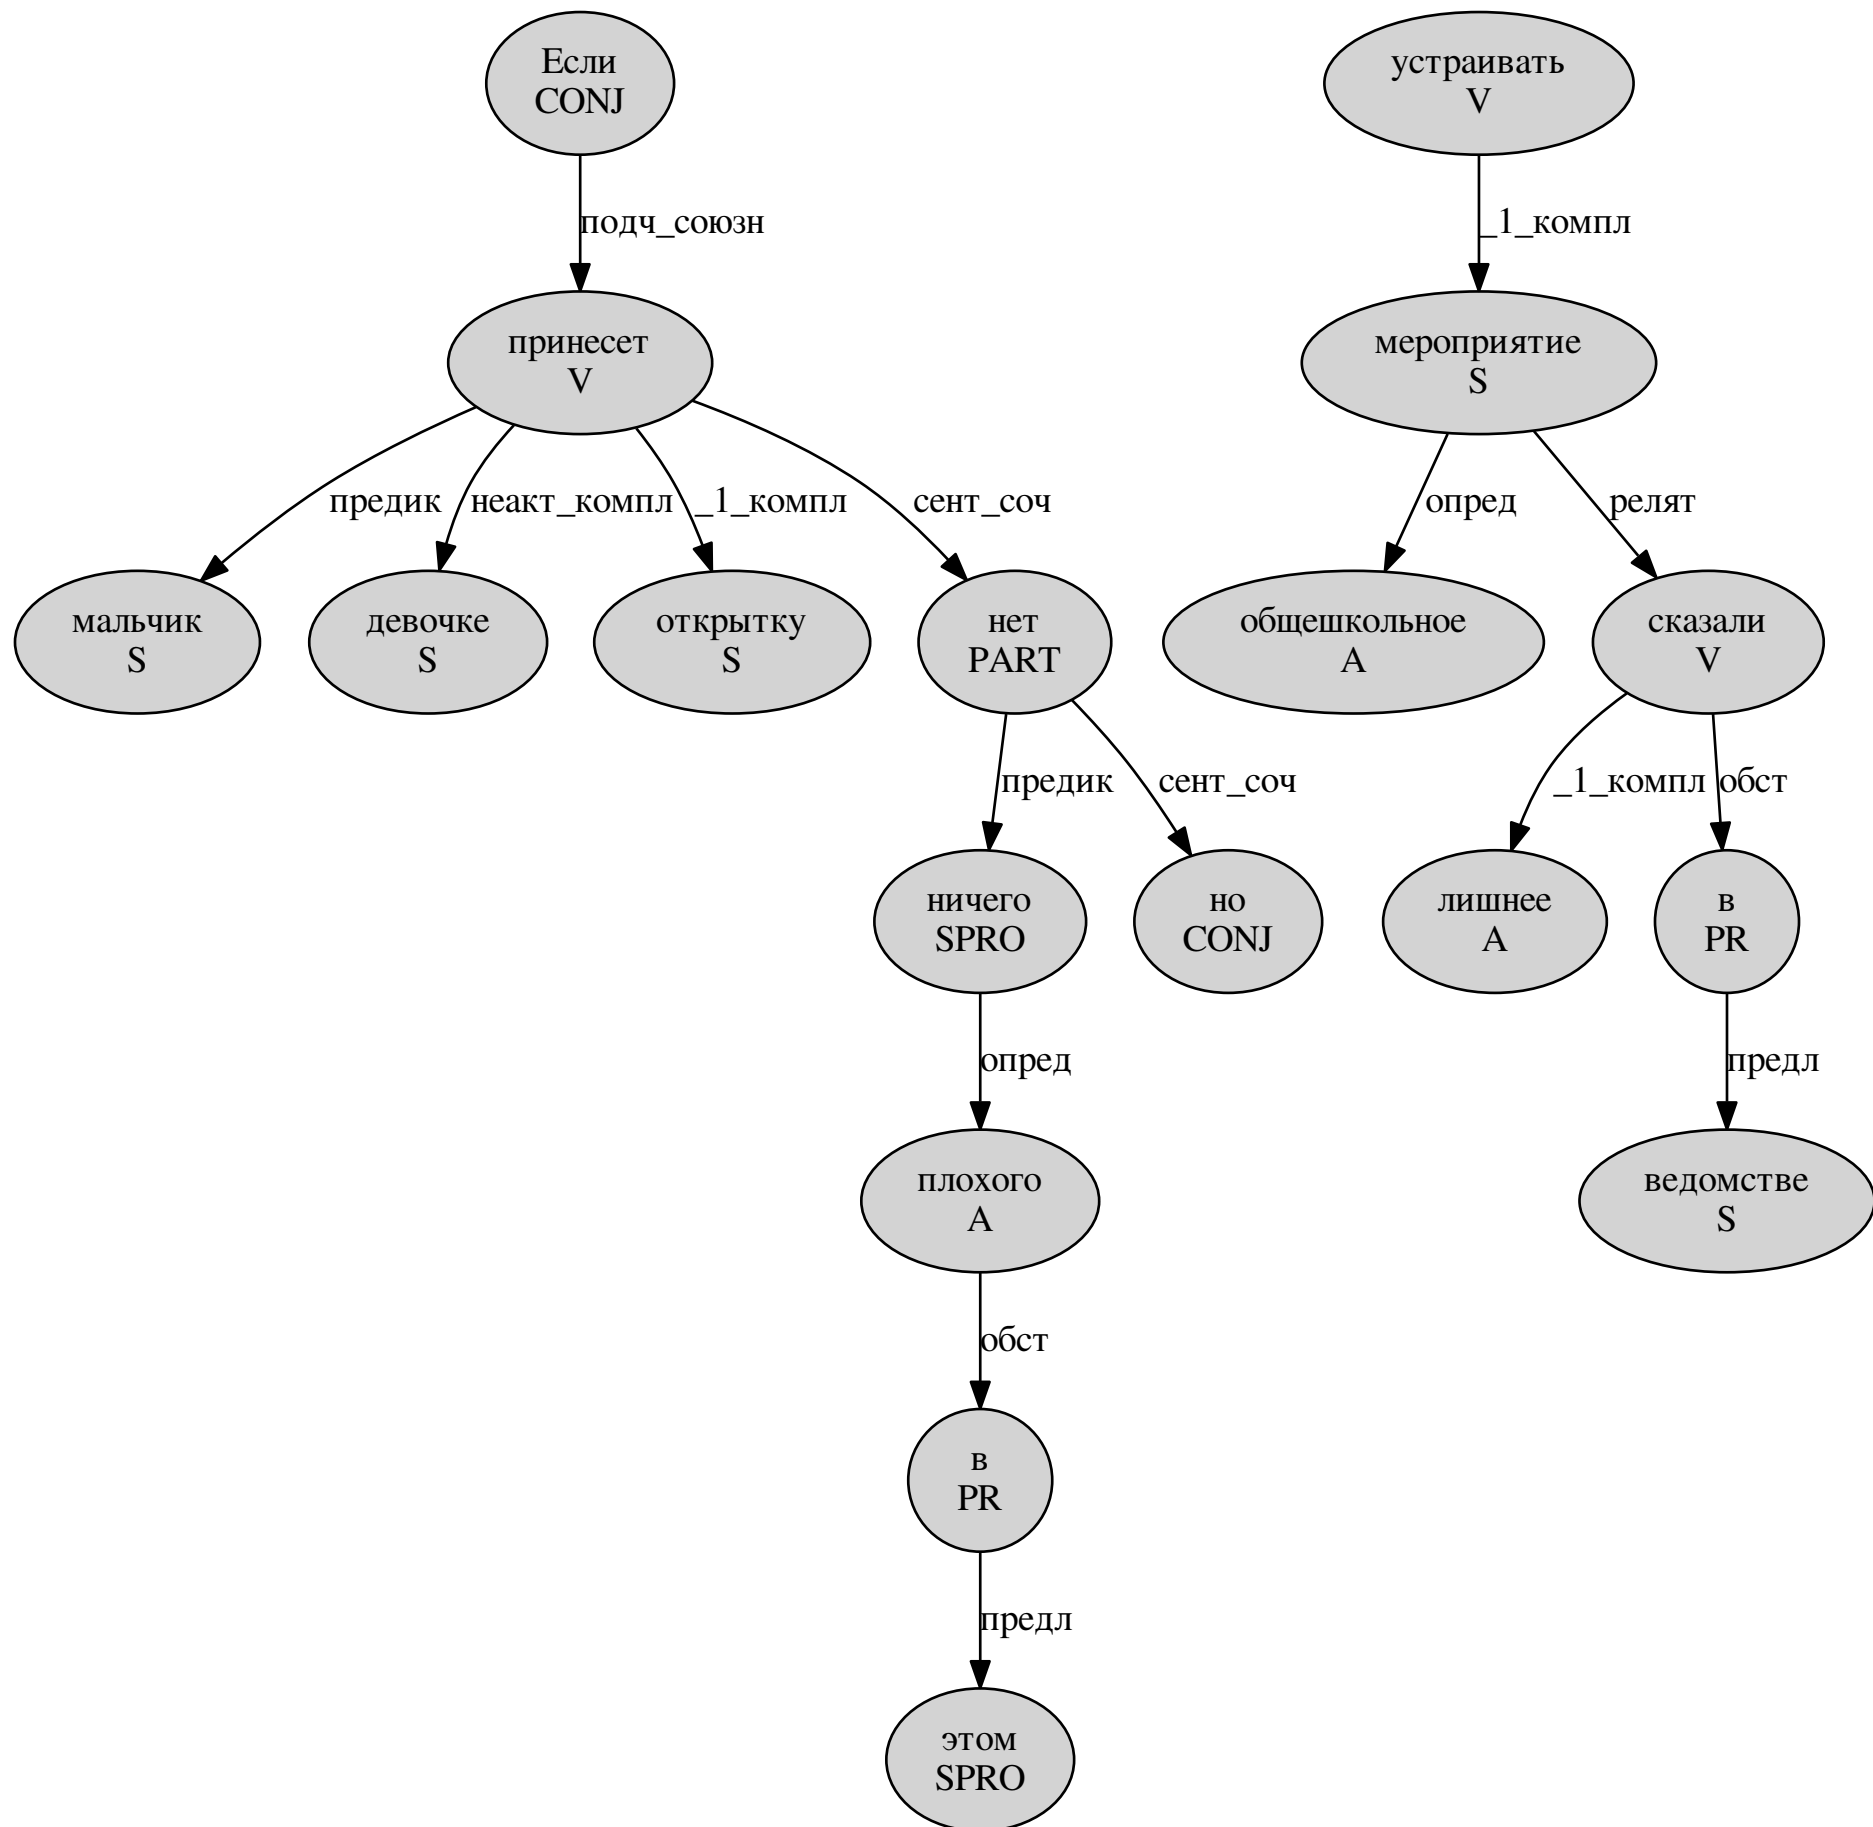 Если
CONJ
устраивать
V
подч_союзн
_1_компл
принесет
V
мероприятие
S
предик
неакт_компл
_1_компл
сент_соч
опред
релят
мальчик
S
девочке
S
открытку
S
нет
PART
общешкольное
A
сказали
V
предик
сент_соч
_1_компл
обст
ничего
SPRO
но
CONJ
лишнее
A
в
PR
опред
предл
плохого
A
ведомстве
S
обст
в
PR
предл
этом
SPRO